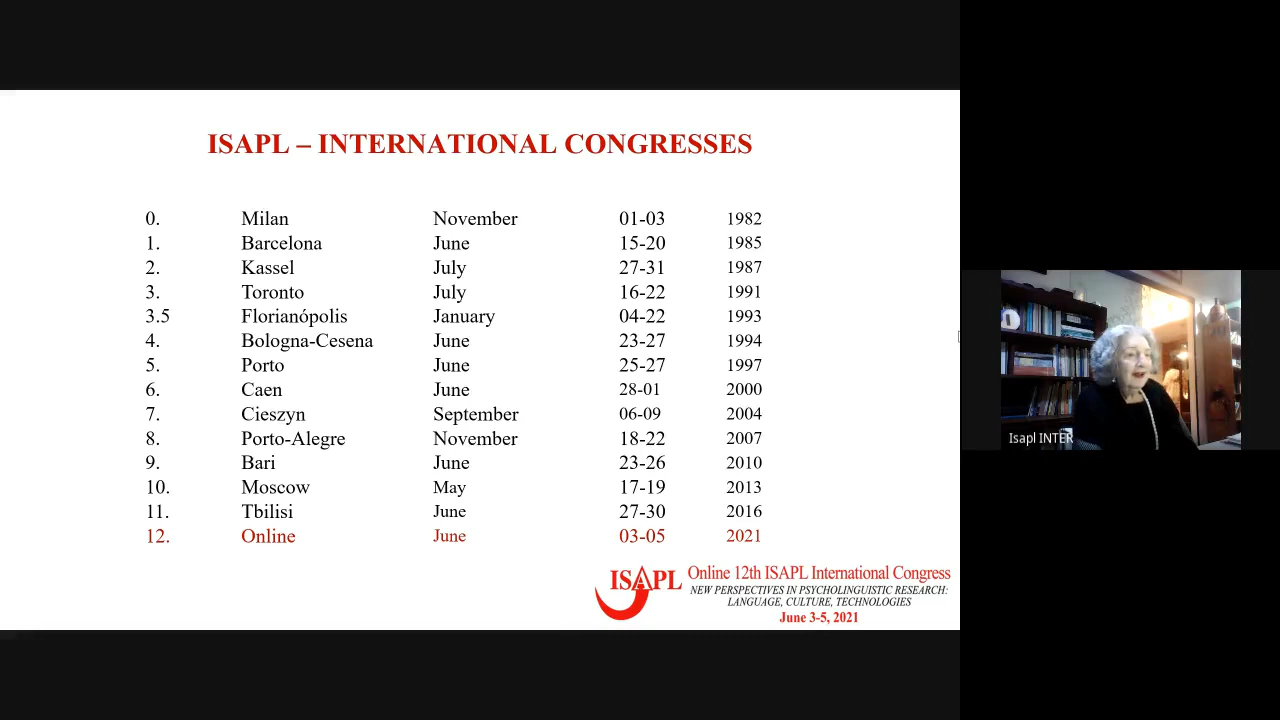 ISAPL – INTERNATIONAL CONGRESSES
0. Milan November 01-03 1982
1. Barcelona June 15-20 1985
2. Kassel July 27-31 1987
3. Toronto July 16-22 1991
3.5 Florianópolis January 04-22 1993
4. Bologna-Cesena June 23-27 1994
5. Porto June 25-27 1997
6. Caen June 28-01 2000
7. Cieszyn September 06-09 2004
8. Porto-Alegre November 18-22 2007
9. Bari June 23-26 2010
10. Moscow May 17-19 2013
11. Tbilisi June 27-30 2016
12. Online June 03-05 2021
ISAPL
Online 12th ISAPL International Congress
NEW PERSPECTIVES IN PSYCHOLINGUISTIC RESEARCH:
LANGUAGE, CULTURE, TECHNOLOGIES
June 3-5, 2021
Isapl INTER